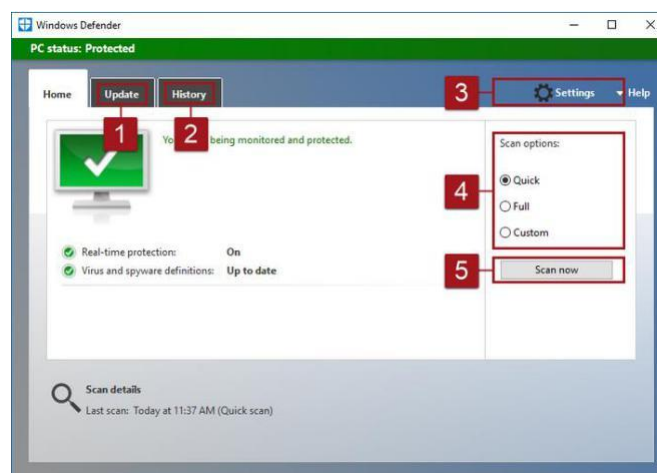 Windows Defender
PC status: Protected
Home Update History 3 Settings Help
1 2
Yo being monitored and protected.
Scan options:
Quick
4
Full
Custom
Real-time protection: On
Virus and spyware definitions: Up to date
5 Scan now
Scan details
Last scan: Today at 11:37 AM (Quick scan)